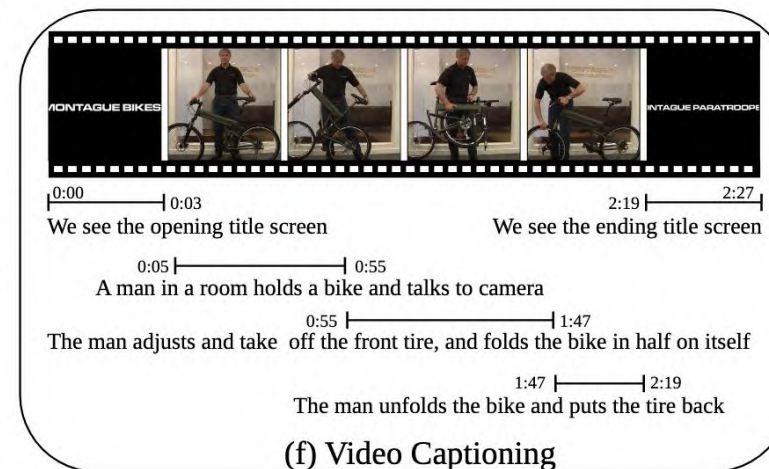 MONTAGUE BIKES
NTAGUE PARATROOPE
0:00 0:03 2:19 2:27
We see the opening title screen We see the ending title screen
0:05 0:55
A man in a room holds a bike and talks to camera
0:55 1:47
The man adjusts and take off the front tire, and folds the bike in half on itself
1:47 2:19
The man unfolds the bike and puts the tire back
(f) Video Captioning